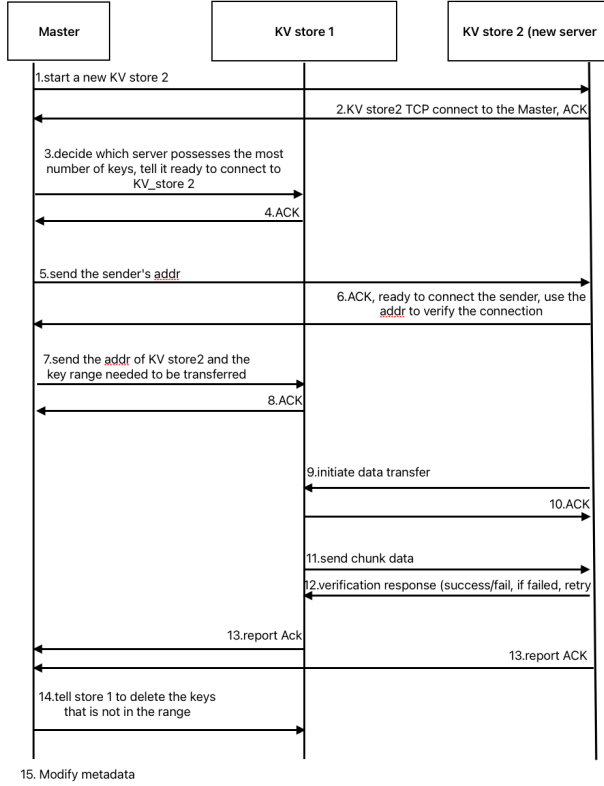 Master
KV store 1
KV store 2 (new server
1.start a new KV store 2
2.KV store2 TCP connect to the Master, ACK
3.decide which server possesses the most
number of keys, tell it ready to connect to
KV_store 2
4.ACK
5.send the sender's addr
6.ACK, ready to connect the sender, use the
addr to verify the connection
7.send the addr of KV store2 and the
key range needed to be transferred
8.ACK
9.initiate data transfer
10.ACK
11.send chunk data
12.verification response (success/fail, if failed, retry
13.report Ack
13.report ACK
14.tell store 1 to delete the keys
that is not in the range
15. Modify metadata